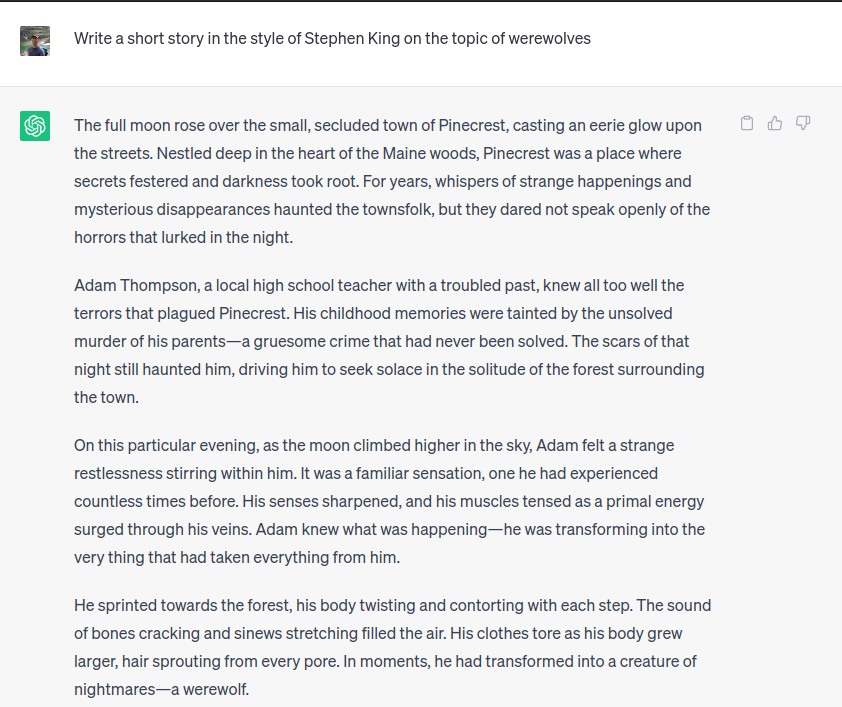 Write a short story in the style of Stephen King on the topic of werewolves
The full moon rose over the small, secluded town of Pinecrest, casting an eerie glow upon
the streets. Nestled deep in the heart of the Maine woods, Pinecrest was a place where
secrets festered and darkness took root. For years, whispers of strange happenings and
mysterious disappearances haunted the townsfolk, but they dared not speak openly of the
horrors that lurked in the night.
Adam Thompson, a local high school teacher with a troubled past, knew all too well the
terrors that plagued Pinecrest. His childhood memories were tainted by the unsolved
murder of his parents—a gruesome crime that had never been solved. The scars of that
night still haunted him, driving him to seek solace in the solitude of the forest surrounding
the town.
On this particular evening, as the moon climbed higher in the sky, Adam felt a strange
restlessness stirring within him. It was a familiar sensation, one he had experienced
countless times before. His senses sharpened, and his muscles tensed as a primal energy
surged through his veins. Adam knew what was happening—he was transforming into the
very thing that had taken everything from him.
He sprinted towards the forest, his body twisting and contorting with each step. The sound
of bones cracking and sinews stretching filled the air. His clothes tore as his body grew
larger, hair sprouting from every pore. In moments, he had transformed into a creature of
nightmares—a werewolf.